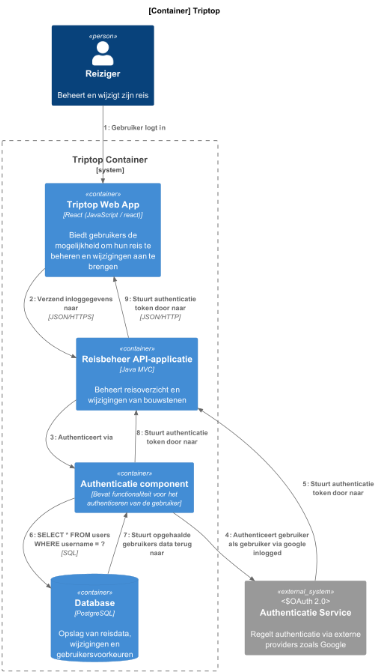 [Container] Triptop
«person»
Reiziger
Beheert en wijzigt zijn reis
1: Gebruiker logt in
Triptop Container
[system]
«container»
Triptop Web App
[React (JavaScript / react)]
Biedt gebruikers de
mogelijkheid om hun reis te
beheren en wijzigingen aan te
brengen
2: Verzend inloggegevens
naar
[JSON/HTTPS]
9: Stuurt authenticatie
token door naar
[JSON/HTTP]
«container»
Reisbeheer API-applicatie
[Java MVC]
Beheert reisoverzicht en
wijzigingen van bouwstenen
3: Authenticeert via
8: Stuurt authenticatie
token door naar
5: Stuurt authenticatie
token door naar
«container»
Authenticatie component
[Bevat functionaliteit voor het
authenticeren van de gebruiker]
6: SELECT * FROM users
WHERE username = ?
[SQL]
7: Stuurt opgehaalde
gebruikers data terug
naar
4: Authenticeert gebruiker
als gebruiker via google
inlogged
«container»
Database
[PostgreSQL]
Opslag van reisdata,
wijzigingen en
gebruikersvoorkeuren
«external_system»
<$OAuth 2.0>
Authenticatie Service
Regelt authenticatie via externe
providers zoals Google